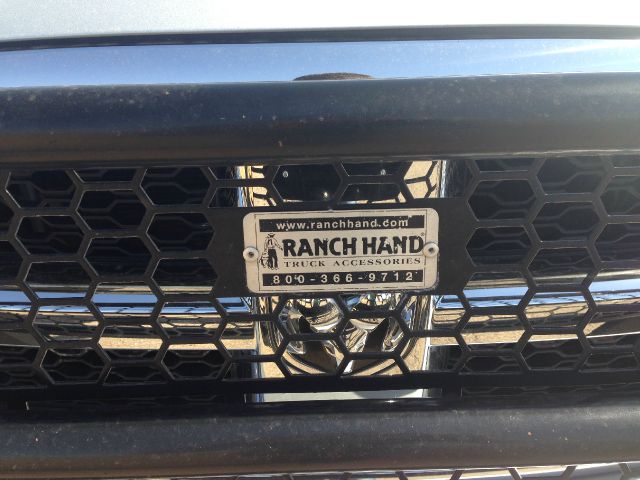 www.ranchhand.com
RANCH HAND®
TRUCK ACCESSORIES
800-366-9712